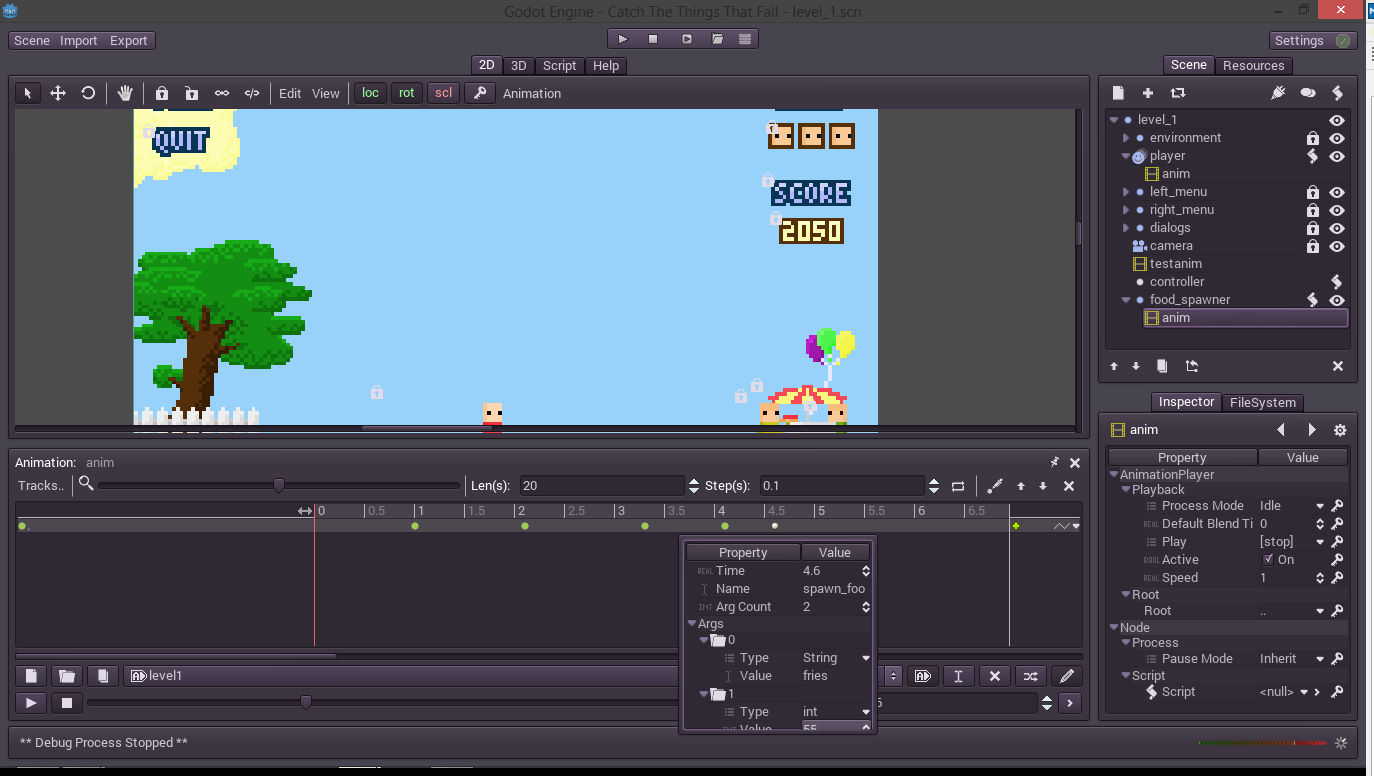 Godot Engine - Catch The Things That Fall - level_1.scn
Scene Import Export
Settings
2D 3D Script Help
Scene Resources
Edit View loc rot scl Animation
QUIT
SCORE
2050
level_1
environment
player
anim
left_menu
right_menu
dialogs
camera
testanim
controller
food_spawner
anim
Inspector FileSystem
anim
Property Value
AnimationPlayer
Playback
Process Mode Idle
REAL Default Blend Ti 0
Play [stop]
BOOL Active On
REAL Speed 1
Root
Root ..
Node
Process
Pause Mode Inherit
Script
Script <null>
Animation: anim
Tracks.. Len(s): 20 Step(s): 0.1
0 0.5 1 1.5 2 2.5 3 3.5 4 4.5 5 5.5 6 6.5
.
Property Value
REAL Time 4.6
Name spawn_foo
INT Arg Count 2
Args
0
Type String
Value fries
1
Type int
INT Value 55
level1
** Debug Process Stopped **